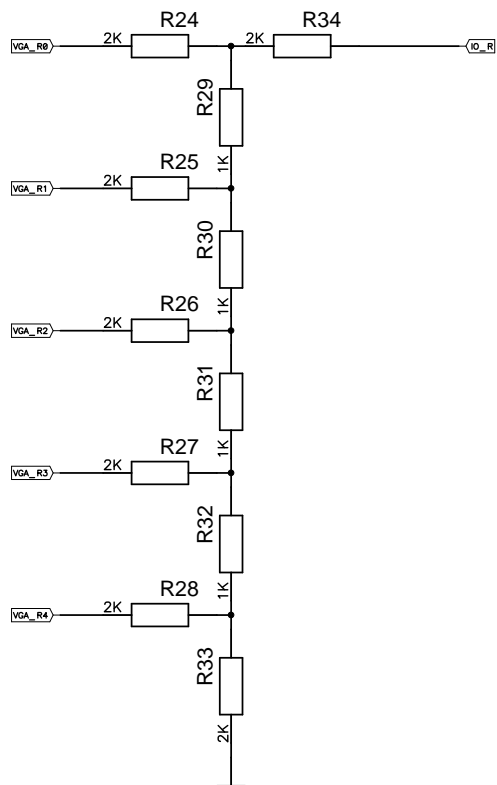 R24 R34
VGA_R0 2K 2K IO_R
R29
1K
R25
VGA_R1 2K
R30
1K
R26
VGA_R2 2K
R31
1K
R27
VGA_R3 2K
R32
1K
R28
VGA_R4 2K
R33
2K